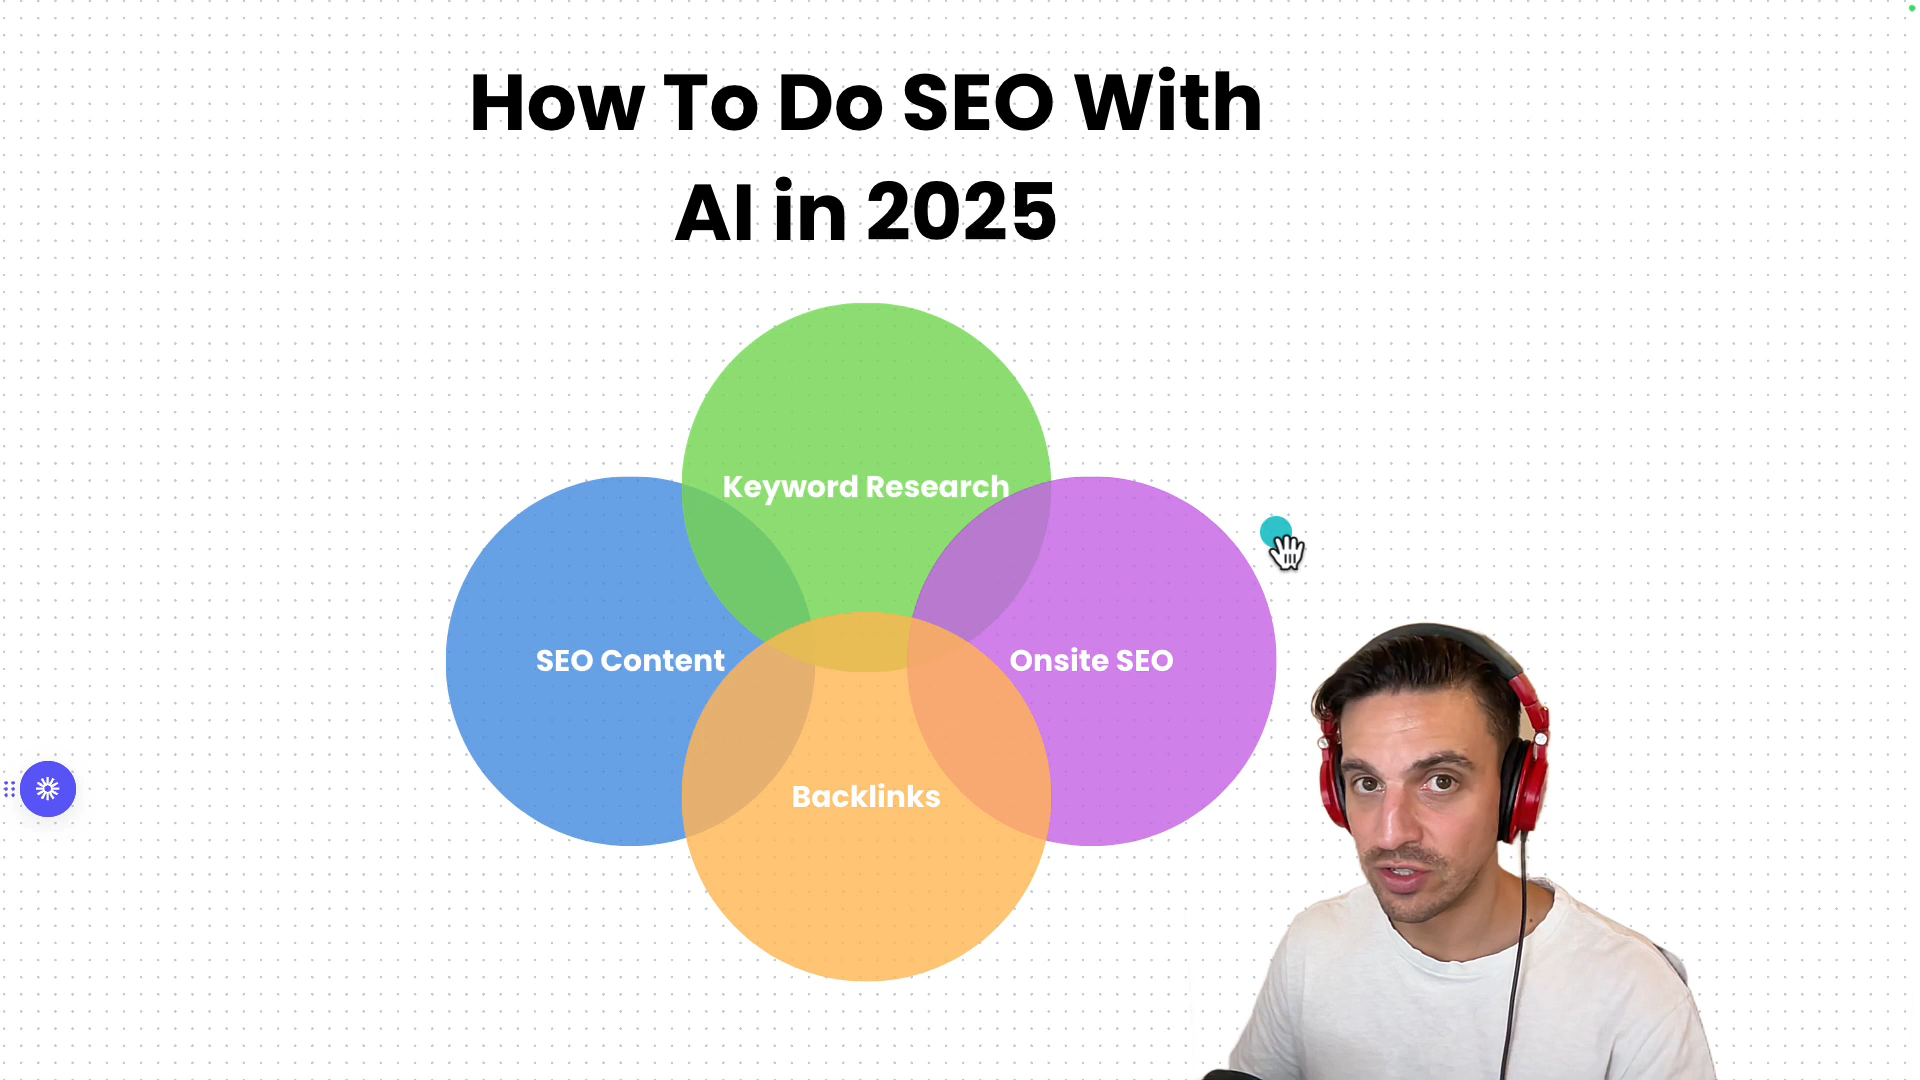 How To Do SEO With
AI in 2025
Keyword Research
SEO Content
Onsite SEO
Backlinks